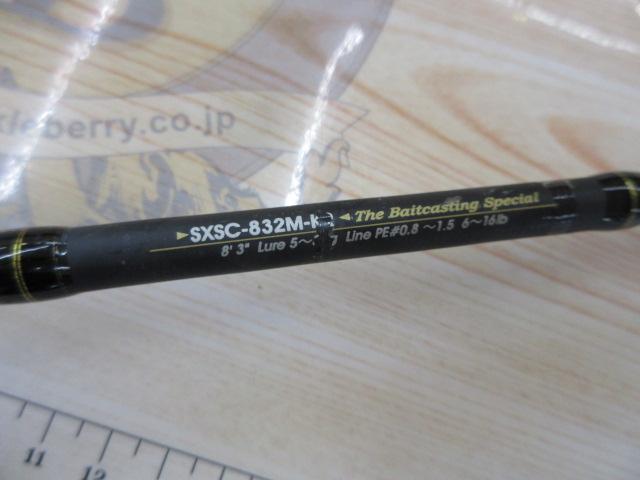 kleberry.co.jp
SXSC-832M-
The Baitcasting Special
8' 3" Lure 5~ Line PE#0.8 ~1.5 6~16lb
11 12